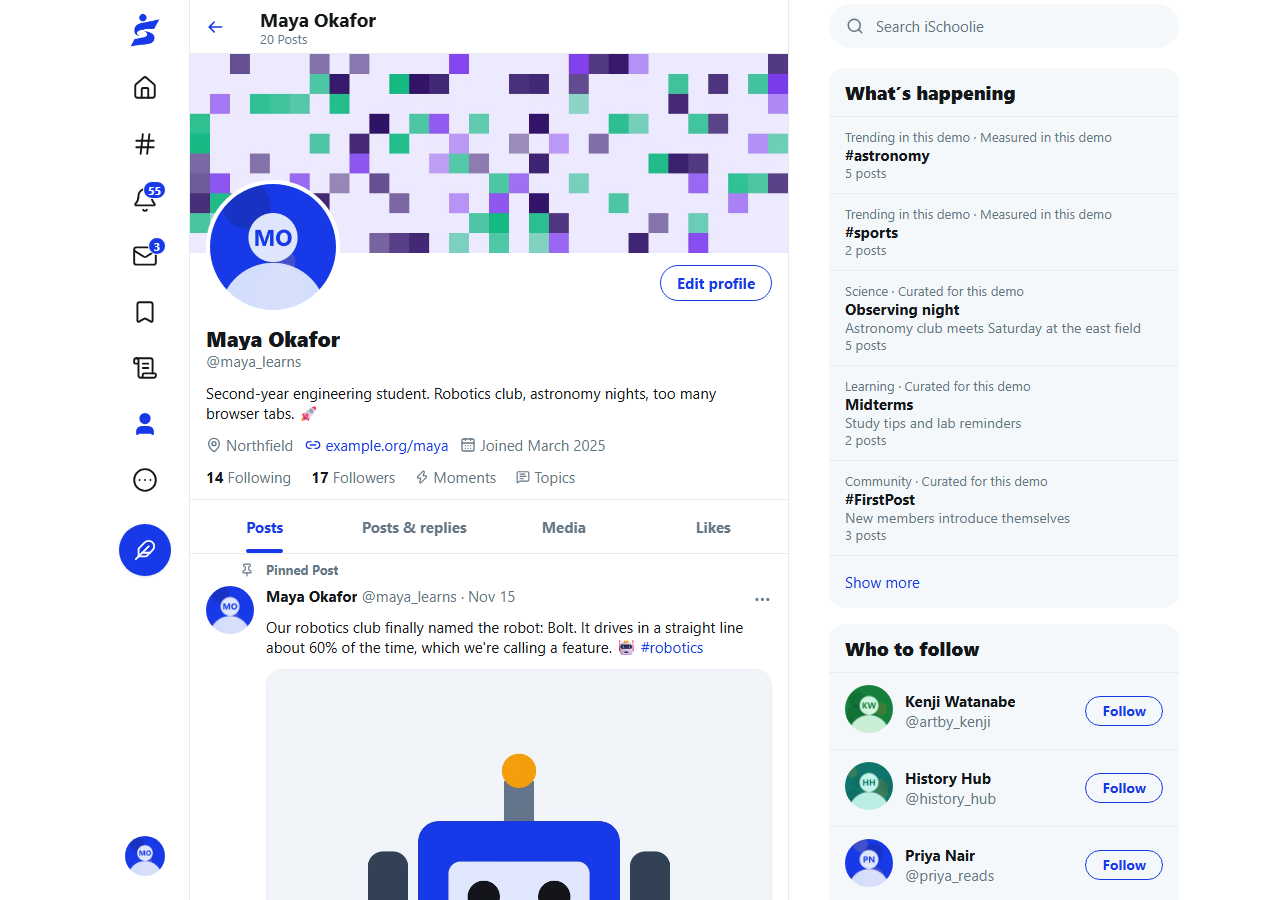 55
3
MO
Maya Okafor
20 Posts
MO
Edit profile
Maya Okafor
@maya_learns
Second-year engineering student. Robotics club, astronomy nights, too many
browser tabs. 🚀
Northfield example.org/maya Joined March 2025
14 Following 17 Followers Moments Topics
Posts Posts & replies Media Likes
Pinned Post
MO
Maya Okafor @maya_learns · Nov 15
Our robotics club finally named the robot: Bolt. It drives in a straight line
about 60% of the time, which we're calling a feature. 🤖 #robotics
Search iSchoolie
What´s happening
Trending in this demo · Measured in this demo
#astronomy
5 posts
Trending in this demo · Measured in this demo
#sports
2 posts
Science · Curated for this demo
Observing night
Astronomy club meets Saturday at the east field
5 posts
Learning · Curated for this demo
Midterms
Study tips and lab reminders
2 posts
Community · Curated for this demo
#FirstPost
New members introduce themselves
3 posts
Show more
Who to follow
KW
Kenji Watanabe
@artby_kenji
Follow
HH
History Hub
@history_hub
Follow
PN
Priya Nair
@priya_reads
Follow